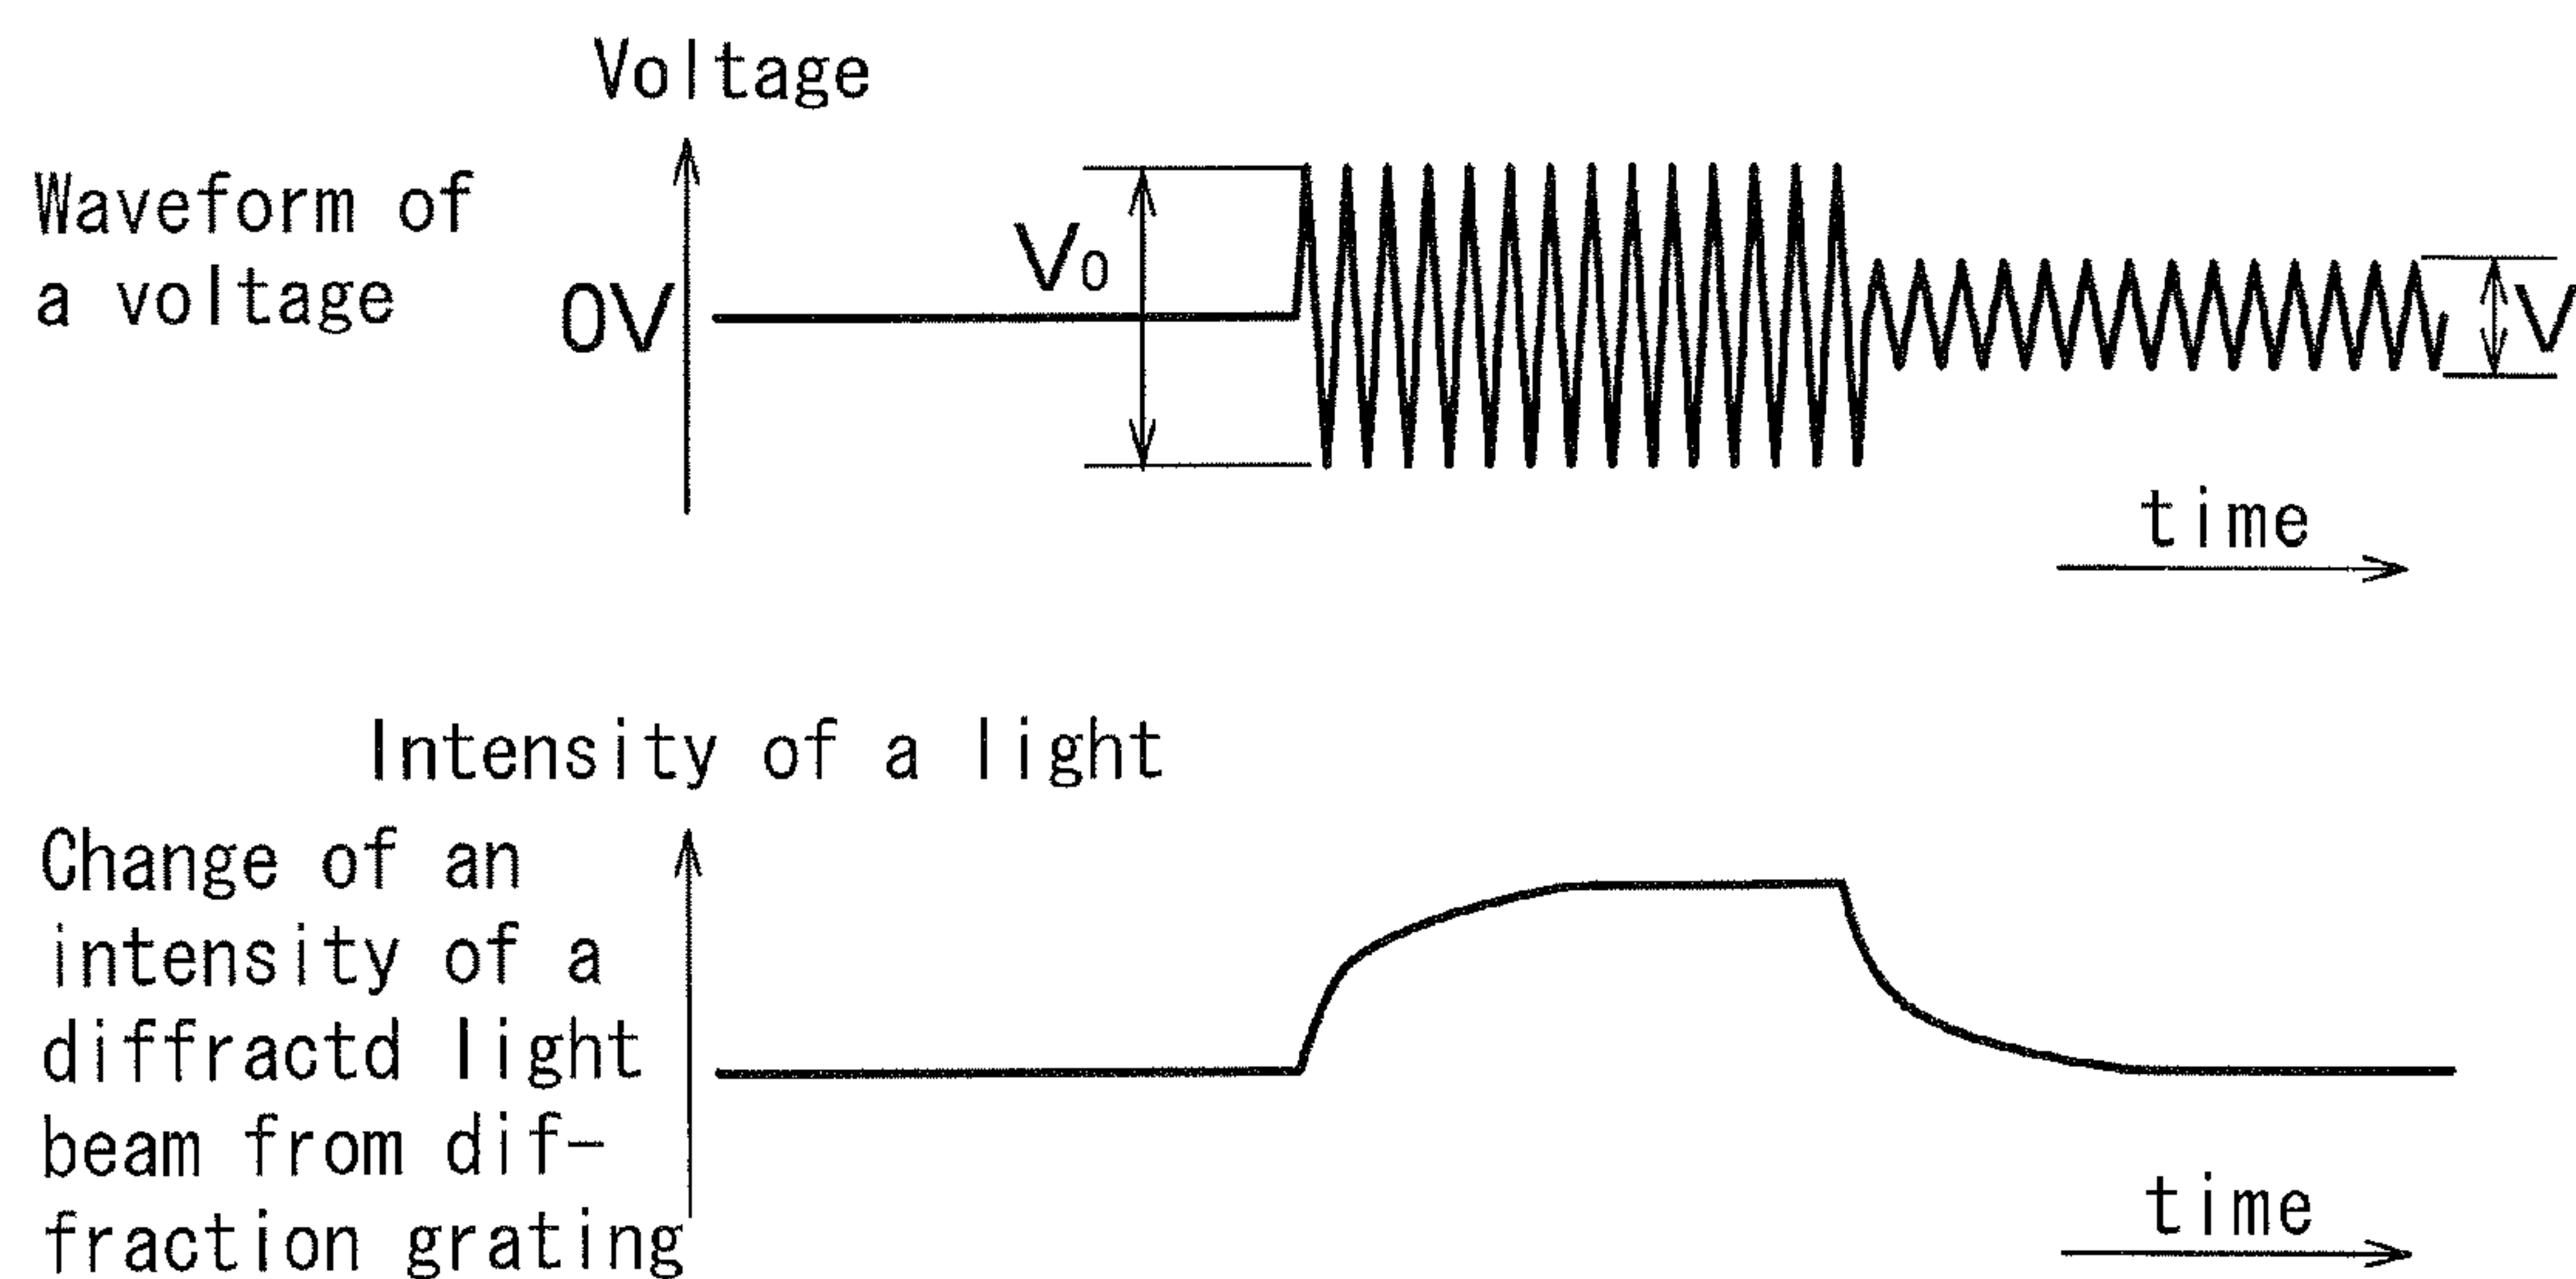 Voltage
Waveform of
a voltage
0V
V0
V
time
Intensity of a light
Change of an
intensity of a
diffractd light
beam from dif-
fraction grating
time